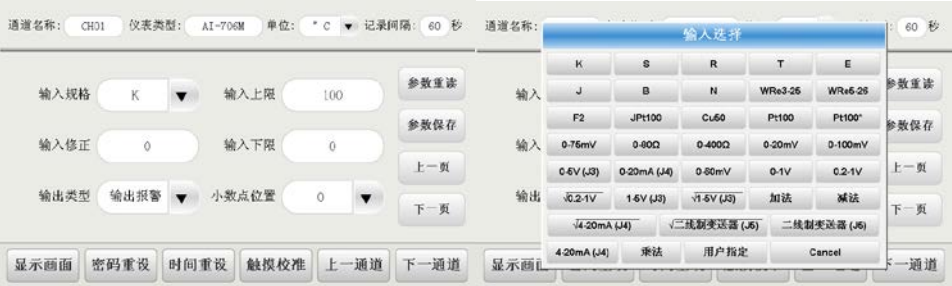 通道名称: CH01 仪表类型: AI-706M 单位: °C ▼ 记录间隔: 60 秒
输入规格 K ▼ 输入上限 100 参数重读
参数保存
输入修正 0 输入下限 0
上一页
输出类型 输出报警 ▼ 小数点位置 0 ▼
下一页
显示画面 密码重设 时间重设 触摸校准 上一通道 下一通道
通道名称: : 60 秒
输入选择
K S R T E
J B N WRe3-25 WRe5-26
F2 JPt100 Cu50 Pt100 Pt100"
0-75mV 0-80Ω 0-400Ω 0-20mV 0-100mV
0-5V (J3) 0-20mA (J4) 0-60mV 0-1V 0.2-1V
√0.2-1V 1-5V (J3) √1-5V (J3) 加法 减法
√4-20mA (J4) √二线制变送器 (J5) 二线制变送器 (J5)
4-20mA (J4) 乘法 用户指定 Cancel
输入
输入
输出
参数重读
参数保存
上一页
下一页
显示画面 下一通道